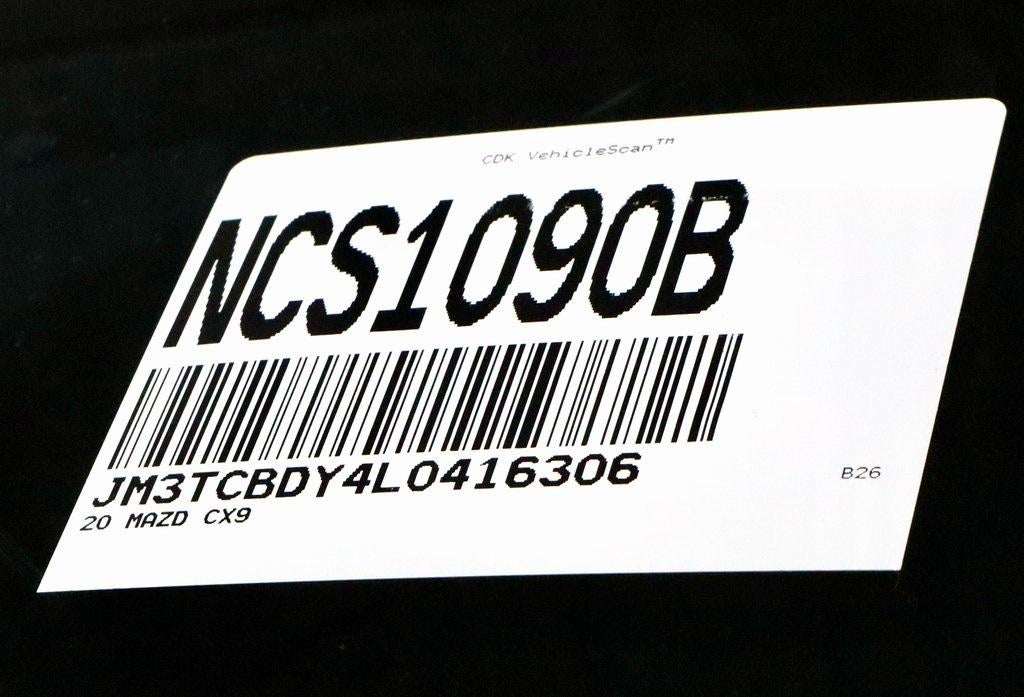 CDK VehicleScan™
NCS1090B
JM3TCBDY4L0416306
B26
20 MAZD CX9